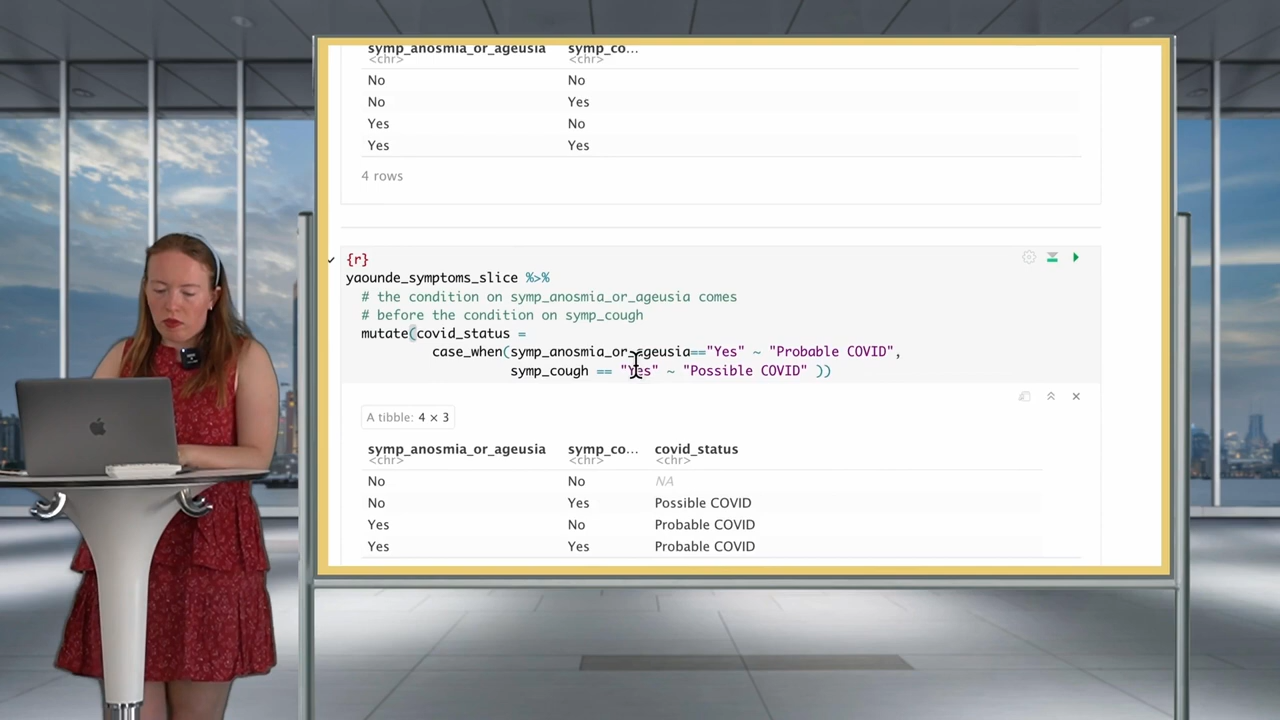 symp_anosmia_or_ageusia symp_co...
<chr> <chr>
No No
No Yes
Yes No
Yes Yes
4 rows
{r}
yaounde_symptoms_slice %>%
# the condition on symp_anosmia_or_ageusia comes
# before the condition on symp_cough
mutate(covid_status =
case_when(symp_anosmia_or_ageusia=="Yes" ~ "Probable COVID",
symp_cough == "Yes" ~ "Possible COVID" ))
A tibble: 4 × 3
symp_anosmia_or_ageusia symp_co... covid_status
<chr> <chr> <chr>
No No NA
No Yes Possible COVID
Yes No Probable COVID
Yes Yes Probable COVID